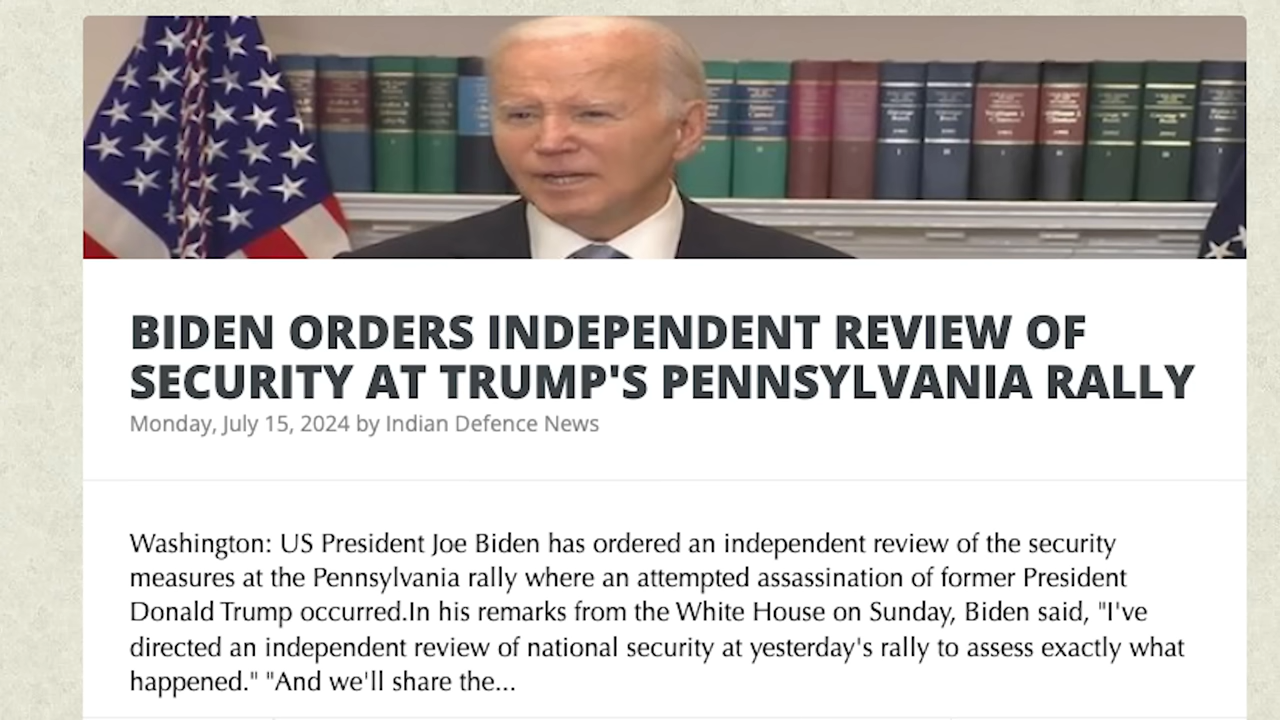 BIDEN ORDERS INDEPENDENT REVIEW OF
SECURITY AT TRUMP'S PENNSYLVANIA RALLY
Monday, July 15, 2024 by Indian Defence News
Washington: US President Joe Biden has ordered an independent review of the security
measures at the Pennsylvania rally where an attempted assassination of former President
Donald Trump occurred.In his remarks from the White House on Sunday, Biden said, "I've
directed an independent review of national security at yesterday's rally to assess exactly what
happened." "And we'll share the...